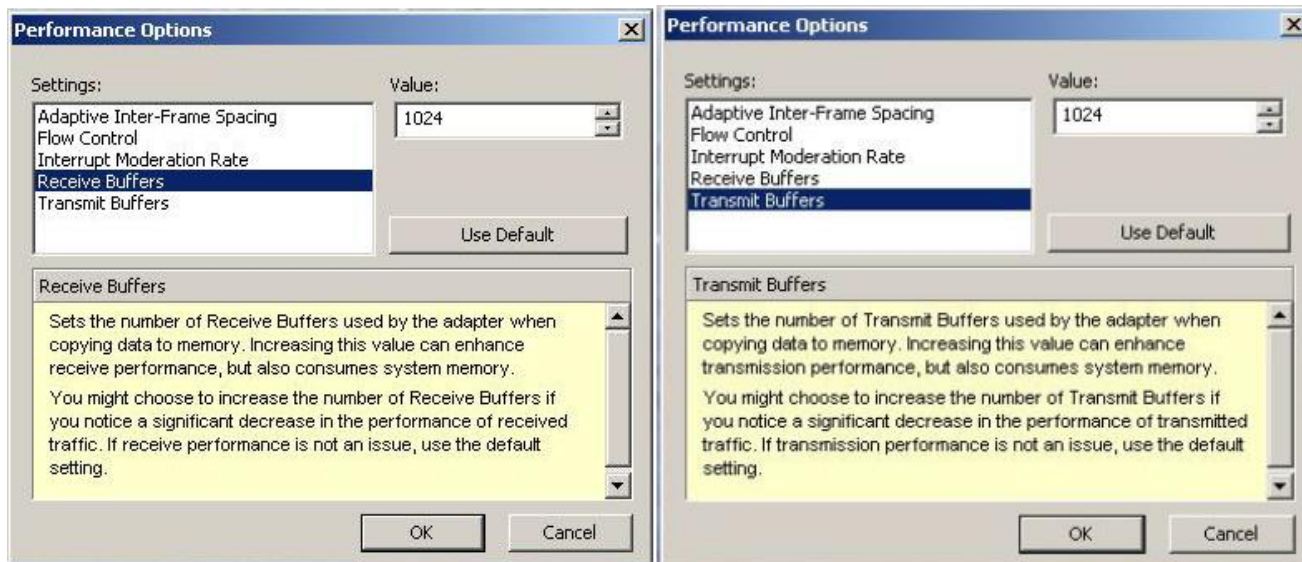 Performance Options
Settings:
Value:
Adaptive Inter-Frame Spacing
Flow Control
Interrupt Moderation Rate
Receive Buffers
Transmit Buffers
1024
Use Default
Receive Buffers
Sets the number of Receive Buffers used by the adapter when
copying data to memory. Increasing this value can enhance
receive performance, but also consumes system memory.
You might choose to increase the number of Receive Buffers if
you notice a significant decrease in the performance of received
traffic. If receive performance is not an issue, use the default
setting.
OK
Cancel
Performance Options
Settings:
Value:
Adaptive Inter-Frame Spacing
Flow Control
Interrupt Moderation Rate
Receive Buffers
Transmit Buffers
1024
Use Default
Transmit Buffers
Sets the number of Transmit Buffers used by the adapter when
copying data to memory. Increasing this value can enhance
transmission performance, but also consumes system memory.
You might choose to increase the number of Transmit Buffers if
you notice a significant decrease in the performance of transmitted
traffic. If transmission performance is not an issue, use the default
setting.
OK
Cancel